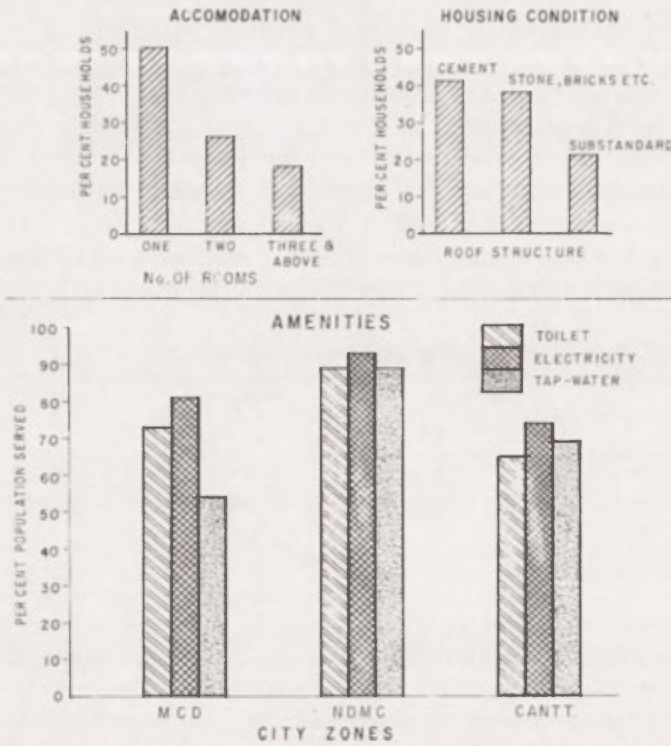 ACCOMODATION
PER CENT HOUSEHOLDS
50
40
30
20
10
0
ONE TWO THREE & ABOVE
No. OF ROOMS
HOUSING CONDITION
PER CENT HOUSEHOLDS
50
40
30
20
10
0
CEMENT
STONE, BRICKS ETC.
SUBSTANDARD
ROOF STRUCTURE
AMENITIES
PER CENT POPULATION SERVED
100
90
80
70
60
50
40
30
20
10
0
TOILET
ELECTRICITY
TAP-WATER
MCD NDMC CANTT.
CITY ZONES